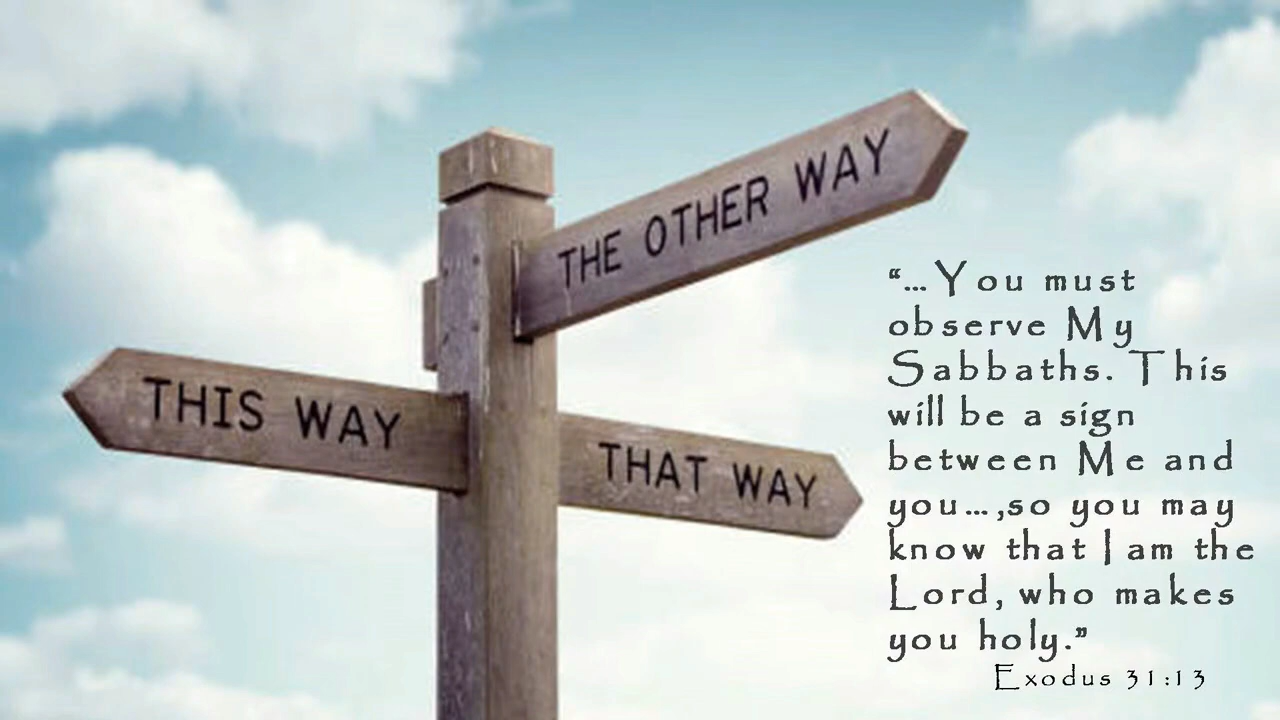 THE OTHER WAY
THIS WAY
THAT WAY
“...You must
observe My
Sabbaths. This
will be a sign
between Me and
you...,so you may
know that I am the
Lord, who makes
you holy.”
Exodus 31:13